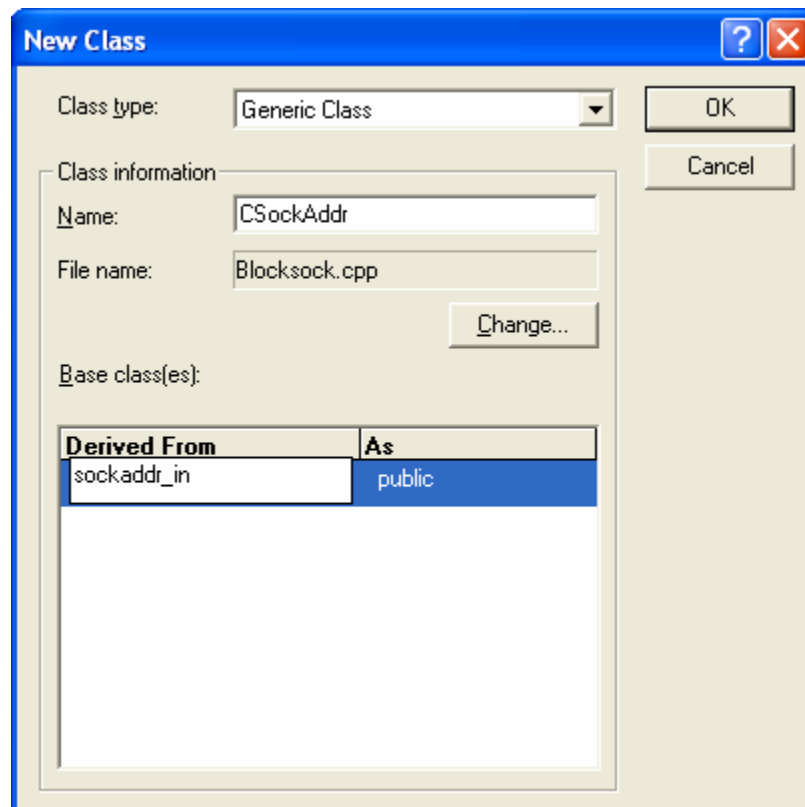 New Class
Class type: Generic Class
OK
Cancel
Class information
Name: CSockAddr
File name: Blocksock.cpp
Change...
Base class(es):
Derived From As
sockaddr_in public